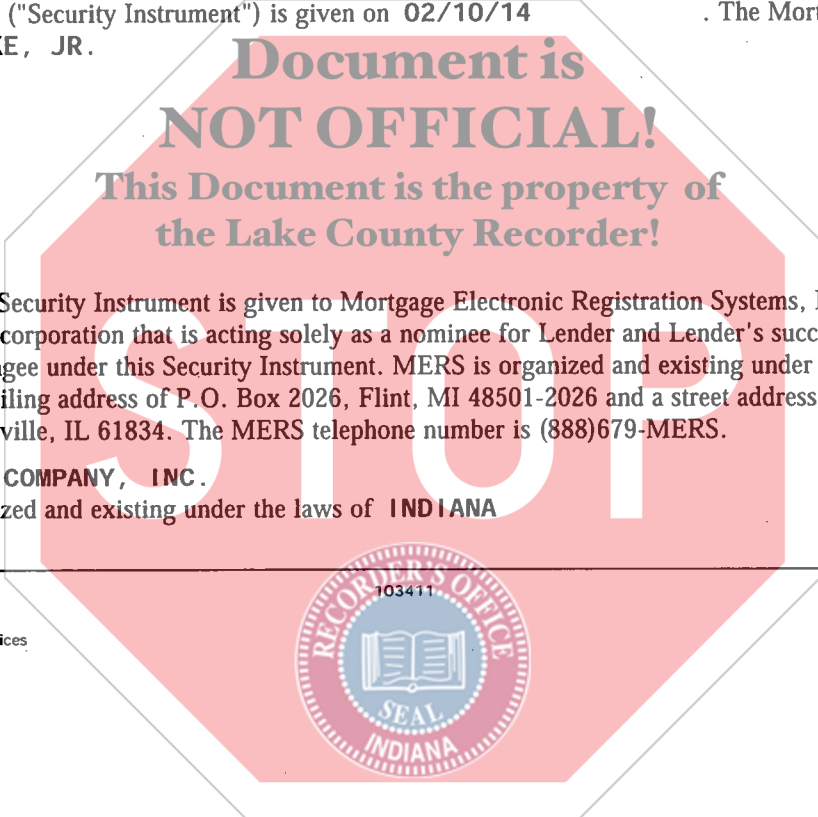 ("Security Instrument") is given on 02/10/14 . The Mort
KE, JR.
Document is
NOT OFFICIAL!
This Document is the property of
the Lake County Recorder!
Security Instrument is given to Mortgage Electronic Registration Systems, I
corporation that is acting solely as a nominee for Lender and Lender's succ
gee under this Security Instrument. MERS is organized and existing under
iling address of P.O. Box 2026, Flint, MI 48501-2026 and a street address
ville, IL 61834. The MERS telephone number is (888)679-MERS.
STOP
COMPANY, INC.
zed and existing under the laws of INDIANA
103411
ices
RECORDER'S OFFICE
SEAL
INDIANA